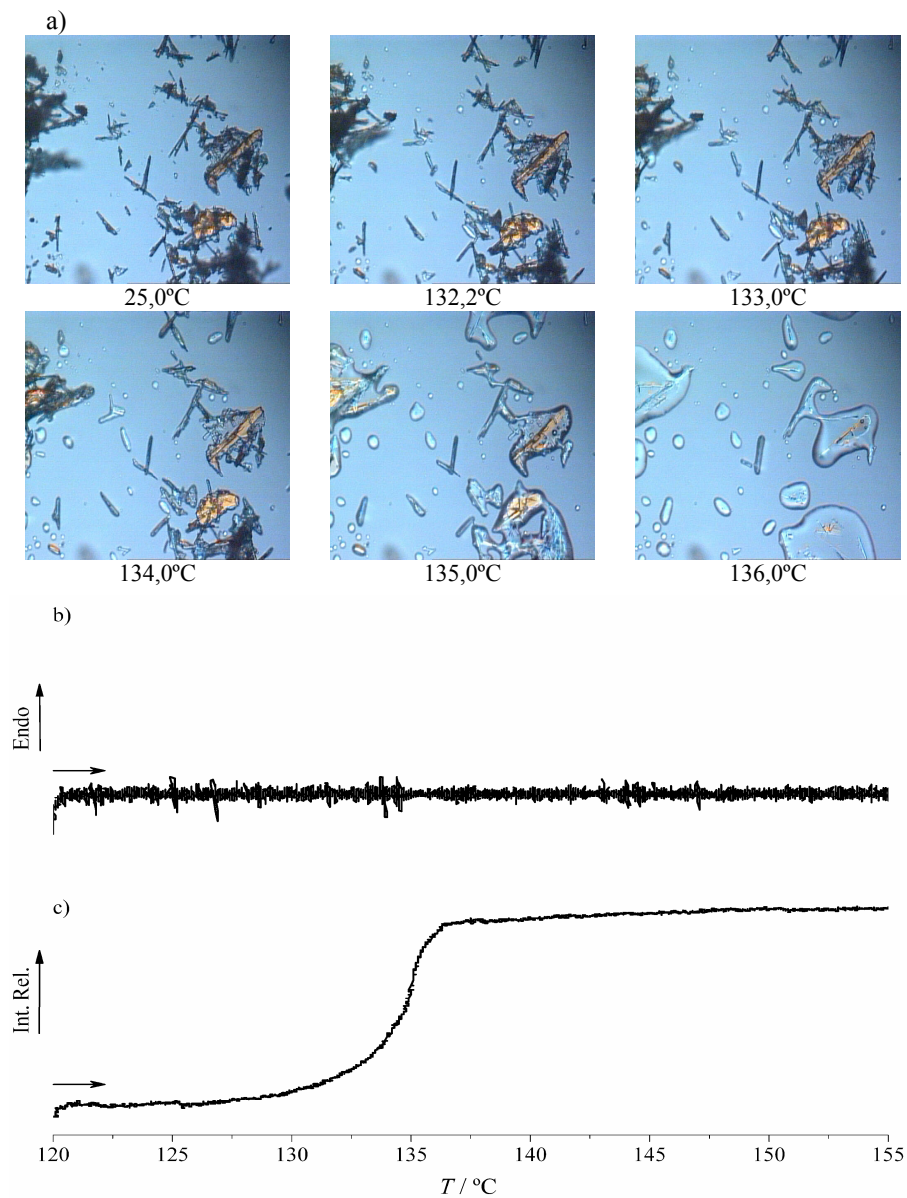 a)
25,0ºC 132,2ºC 133,0ºC
134,0ºC 135,0ºC 136,0ºC
b)
Endo
c)
Int. Rel.
120 125 130 135 140 145 150 155
T / ºC